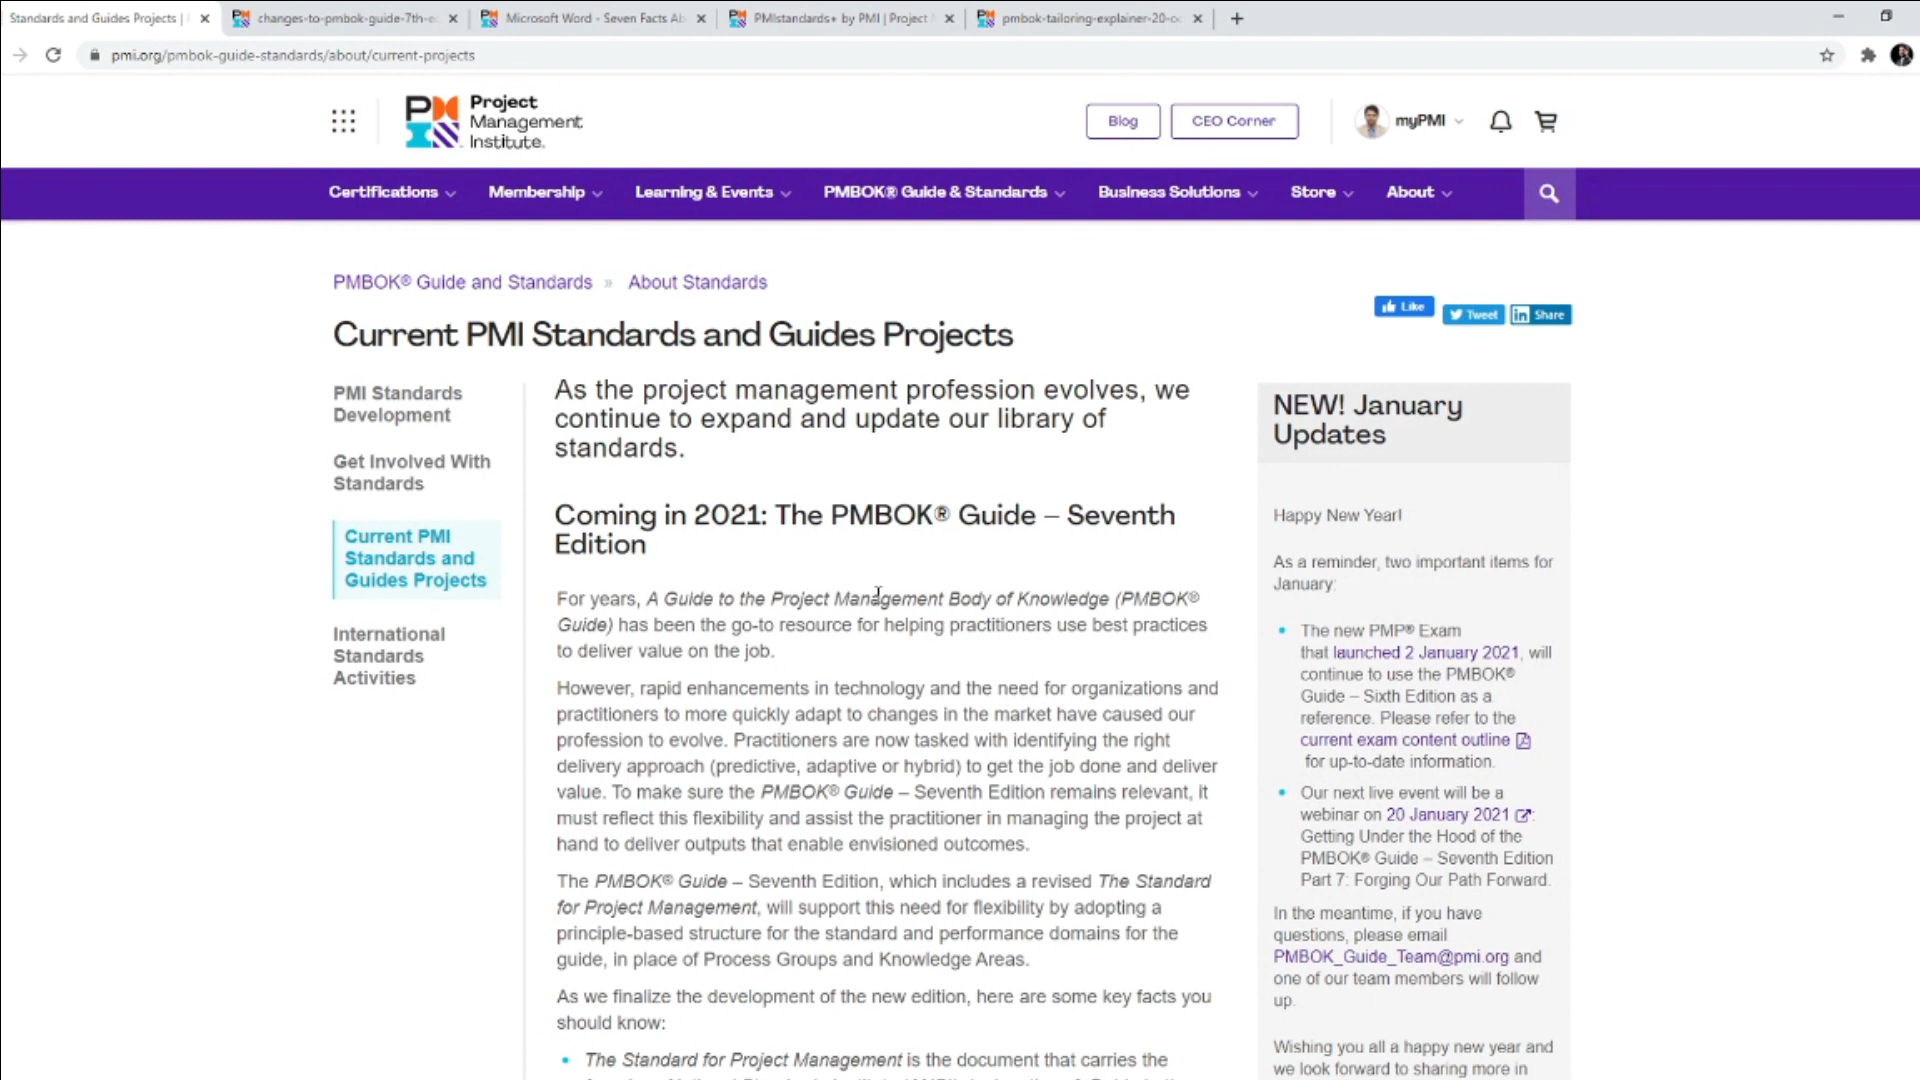 Standards and Guides Projects |
changes-to-pmbok-guide-7th-e
Microsoft Word - Seven Facts Ab
PMIstandards+ by PMI | Project
pmbok-tailoring-explainer-20-o
pmi.org/pmbok-guide-standards/about/current-projects
Project
Management
Institute.
Blog
CEO Corner
myPMI
Certifications
Membership
Learning & Events
PMBOK® Guide & Standards
Business Solutions
Store
About
PMBOK® Guide and Standards » About Standards
Like
Tweet
Share
Current PMI Standards and Guides Projects
PMI Standards
Development
Get Involved With
Standards
Current PMI
Standards and
Guides Projects
International
Standards
Activities
As the project management profession evolves, we
continue to expand and update our library of
standards.
Coming in 2021: The PMBOK® Guide – Seventh
Edition
For years, A Guide to the Project Management Body of Knowledge (PMBOK®
Guide) has been the go-to resource for helping practitioners use best practices
to deliver value on the job.
However, rapid enhancements in technology and the need for organizations and
practitioners to more quickly adapt to changes in the market have caused our
profession to evolve. Practitioners are now tasked with identifying the right
delivery approach (predictive, adaptive or hybrid) to get the job done and deliver
value. To make sure the PMBOK® Guide – Seventh Edition remains relevant, it
must reflect this flexibility and assist the practitioner in managing the project at
hand to deliver outputs that enable envisioned outcomes.
The PMBOK® Guide – Seventh Edition, which includes a revised The Standard
for Project Management, will support this need for flexibility by adopting a
principle-based structure for the standard and performance domains for the
guide, in place of Process Groups and Knowledge Areas.
As we finalize the development of the new edition, here are some key facts you
should know:
• The Standard for Project Management is the document that carries the
NEW! January
Updates
Happy New Year!
As a reminder, two important items for
January:
• The new PMP® Exam
that launched 2 January 2021, will
continue to use the PMBOK®
Guide – Sixth Edition as a
reference. Please refer to the
current exam content outline
for up-to-date information.
• Our next live event will be a
webinar on 20 January 2021 :
Getting Under the Hood of the
PMBOK® Guide – Seventh Edition
Part 7: Forging Our Path Forward.
In the meantime, if you have
questions, please email
PMBOK_Guide_Team@pmi.org and
one of our team members will follow
up.
Wishing you all a happy new year and
we look forward to sharing more in